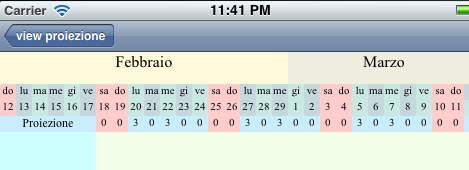 Carrier 11:41 PM
view proiezione
Febbraio Marzo
do lu ma me gi ve sa do lu ma me gi ve sa do lu ma me gi ve sa do lu ma me gi ve sa do
12 13 14 15 16 17 18 19 20 21 22 23 24 25 26 27 28 29 1 2 3 4 5 6 7 8 9 10 11
Proiezione 0 0 3 0 3 0 0 0 0 3 3 0 0 0 0 0 3 0 3 0 0 0 0